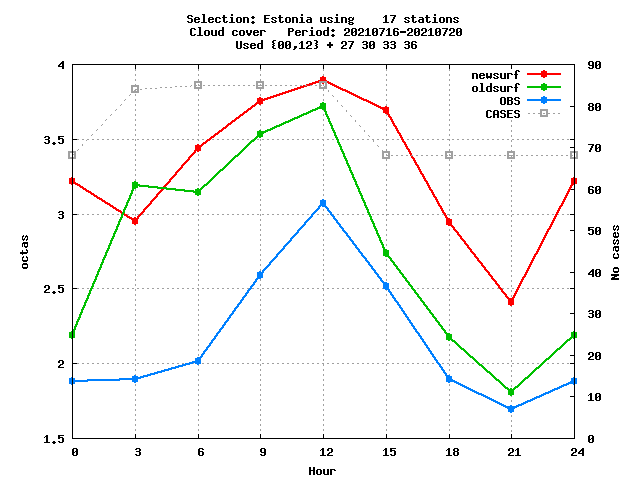 Selection: Estonia using    17 stations
Cloud cover   Period: 20210716-20210720
Used {00,12} + 27 30 33 36
newsurf
oldsurf
OBS
CASES
octas
4
3.5
3
2.5
2
1.5
No cases
90
80
70
60
50
40
30
20
10
0
0 3 6 9 12 15 18 21 24
Hour